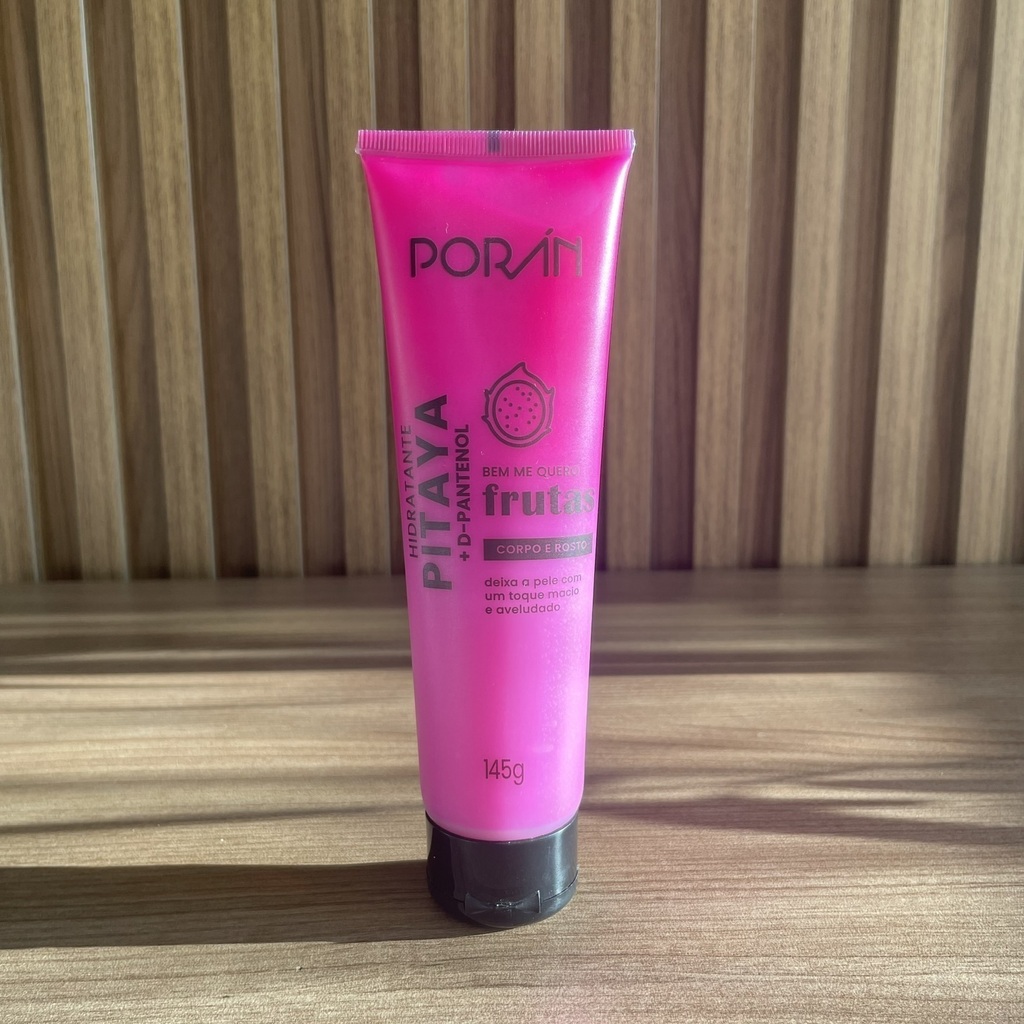 PORÁN
HIDRATANTE
PITAYA
+ D-PANTENOL
BEM ME QUERO
frutas
CORPO E ROSTO
deixa a pele com
um toque macio
e aveludado
145g